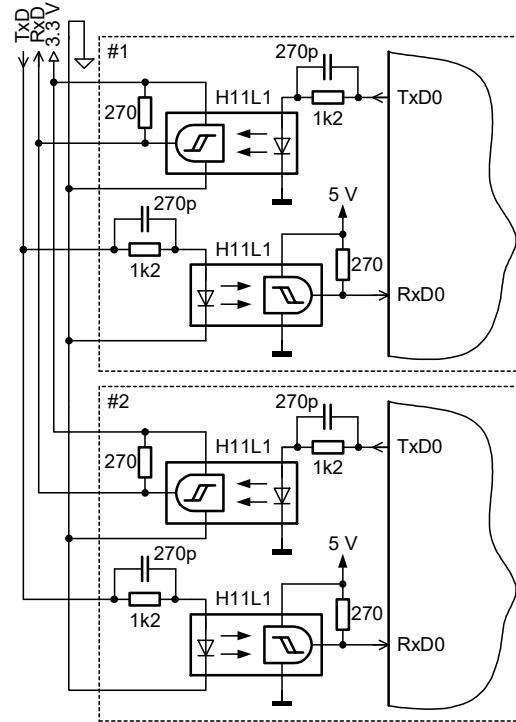 TxD
RxD
3.3 V
#1
270p
H11L1
TxD0
270
1k2
270p
5 V
H11L1
1k2
270
RxD0
#2
270p
H11L1
TxD0
270
1k2
270p
5 V
H11L1
1k2
270
RxD0